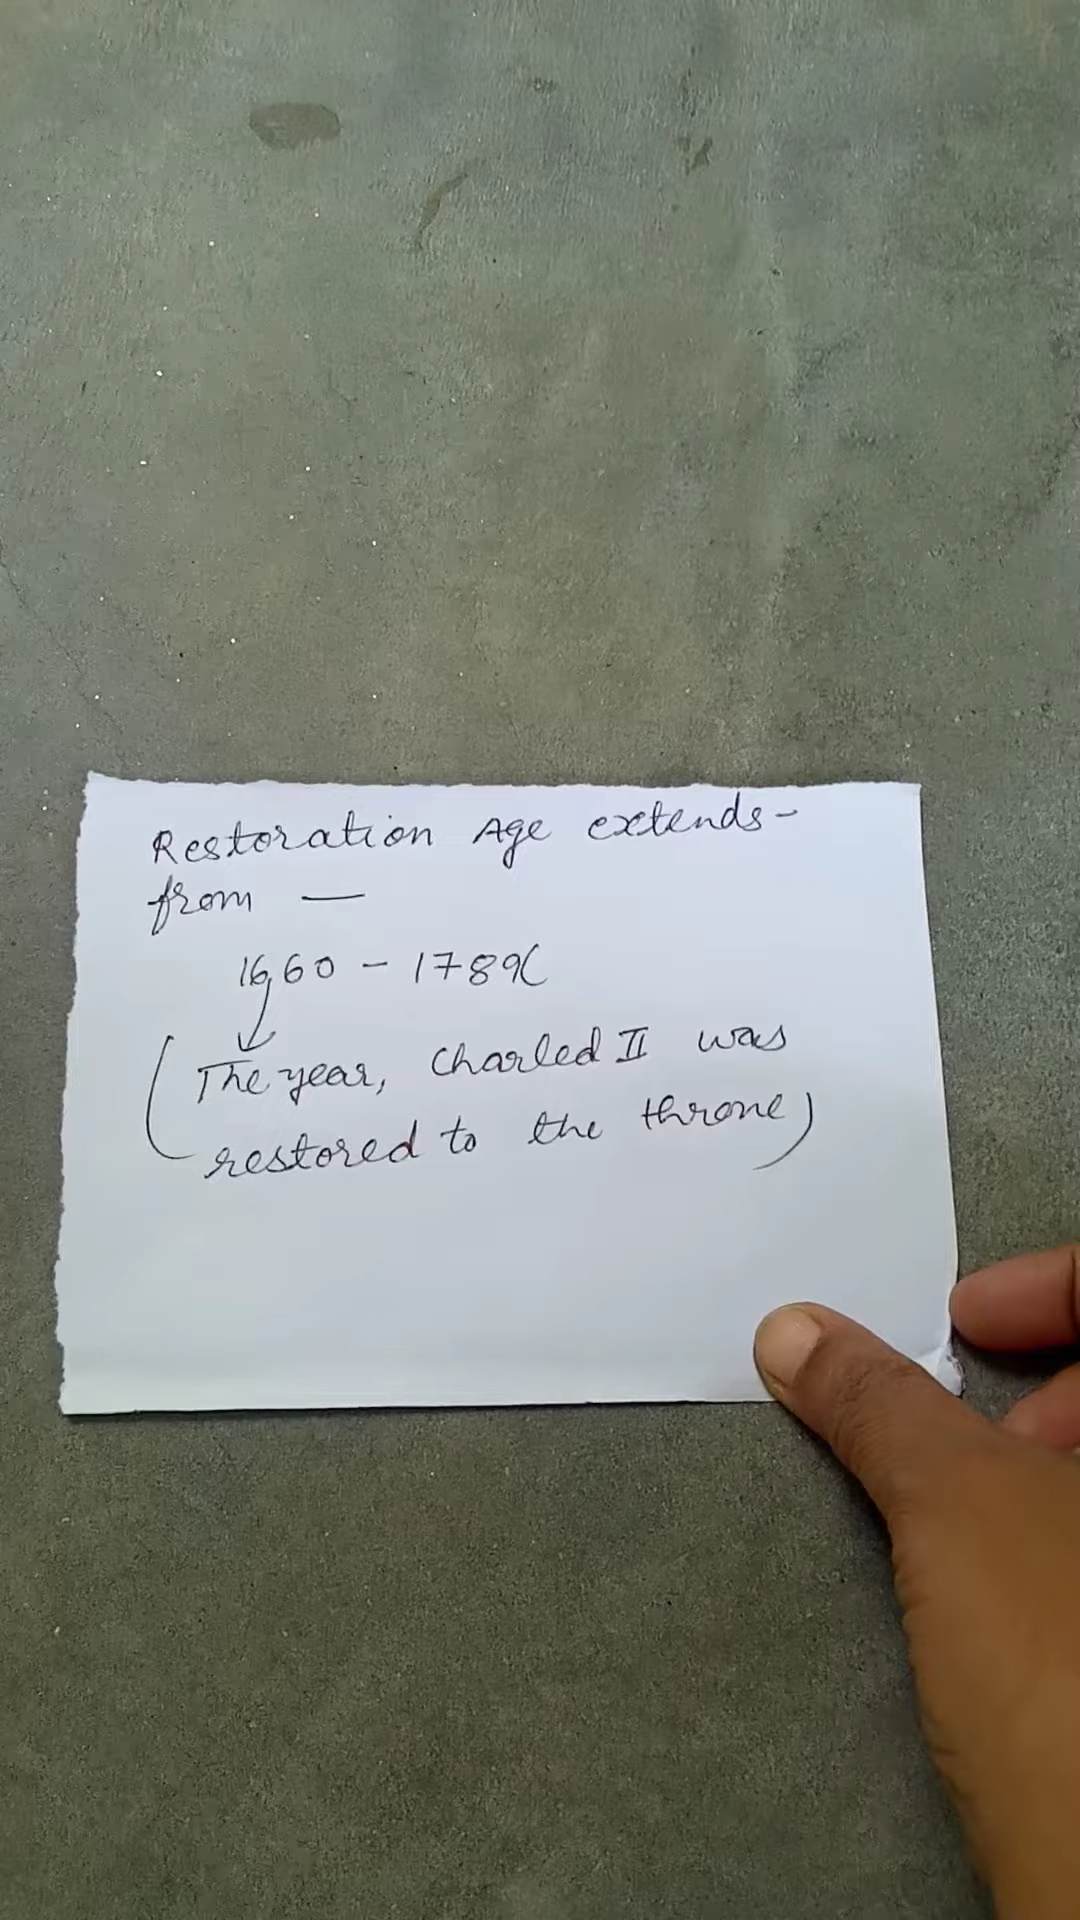 Restoration Age extends-
from —
1660 - 1789
(The year, Charled II was
restored to the throne)